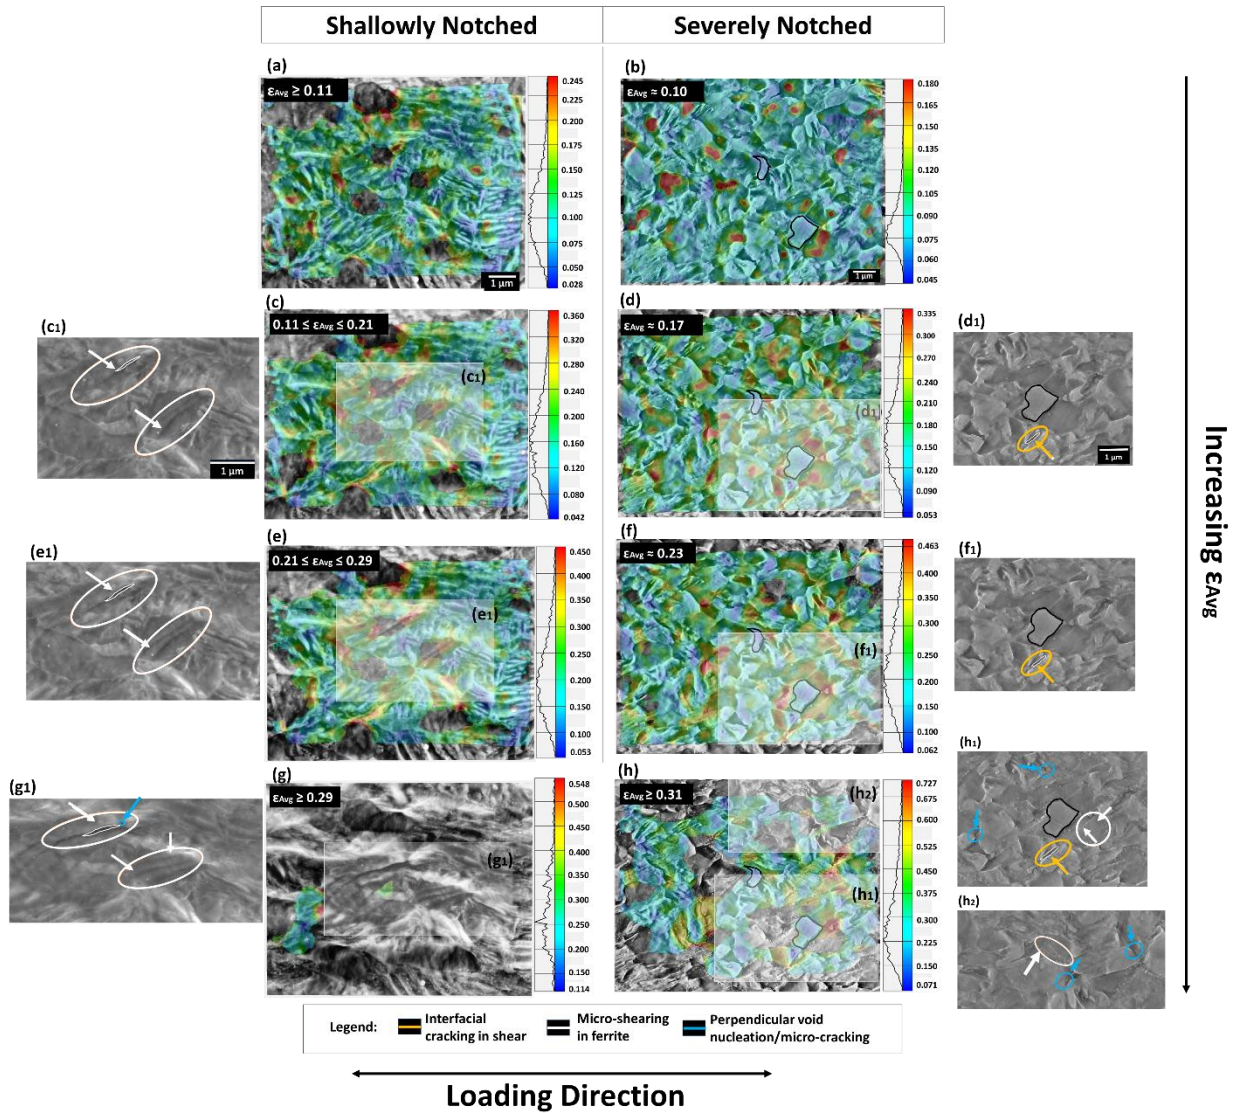 Shallowly Notched
Severely Notched
(a)
εAvg ≥ 0.11
1 µm
0.245
0.225
0.200
0.175
0.150
0.125
0.100
0.075
0.050
0.028
(b)
εAvg ≈ 0.10
1 µm
0.180
0.165
0.150
0.135
0.120
0.105
0.090
0.075
0.060
0.045
(c1)
1 µm
(c)
0.11 ≤ εAvg ≤ 0.21
(c1)
0.360
0.320
0.280
0.240
0.200
0.160
0.120
0.080
0.042
(d)
εAvg ≈ 0.17
(d1)
0.335
0.300
0.270
0.240
0.210
0.180
0.150
0.120
0.090
0.053
(d1)
1 µm
(e1)
(e)
0.21 ≤ εAvg ≤ 0.29
(e1)
0.450
0.400
0.350
0.300
0.250
0.200
0.150
0.100
0.053
(f)
εAvg ≈ 0.23
(f1)
0.463
0.400
0.350
0.300
0.250
0.200
0.150
0.100
0.062
(f1)
(g1)
(g)
εAvg ≥ 0.29
(g1)
0.548
0.500
0.450
0.400
0.350
0.300
0.250
0.200
0.114
(h)
εAvg ≥ 0.31
(h2)
(h1)
0.727
0.675
0.600
0.525
0.450
0.375
0.300
0.225
0.150
0.071
(h1)
(h2)
Increasing εAvg
Legend:
Interfacial
cracking in shear
Micro-shearing
in ferrite
Perpendicular void
nucleation/micro-cracking
Loading Direction